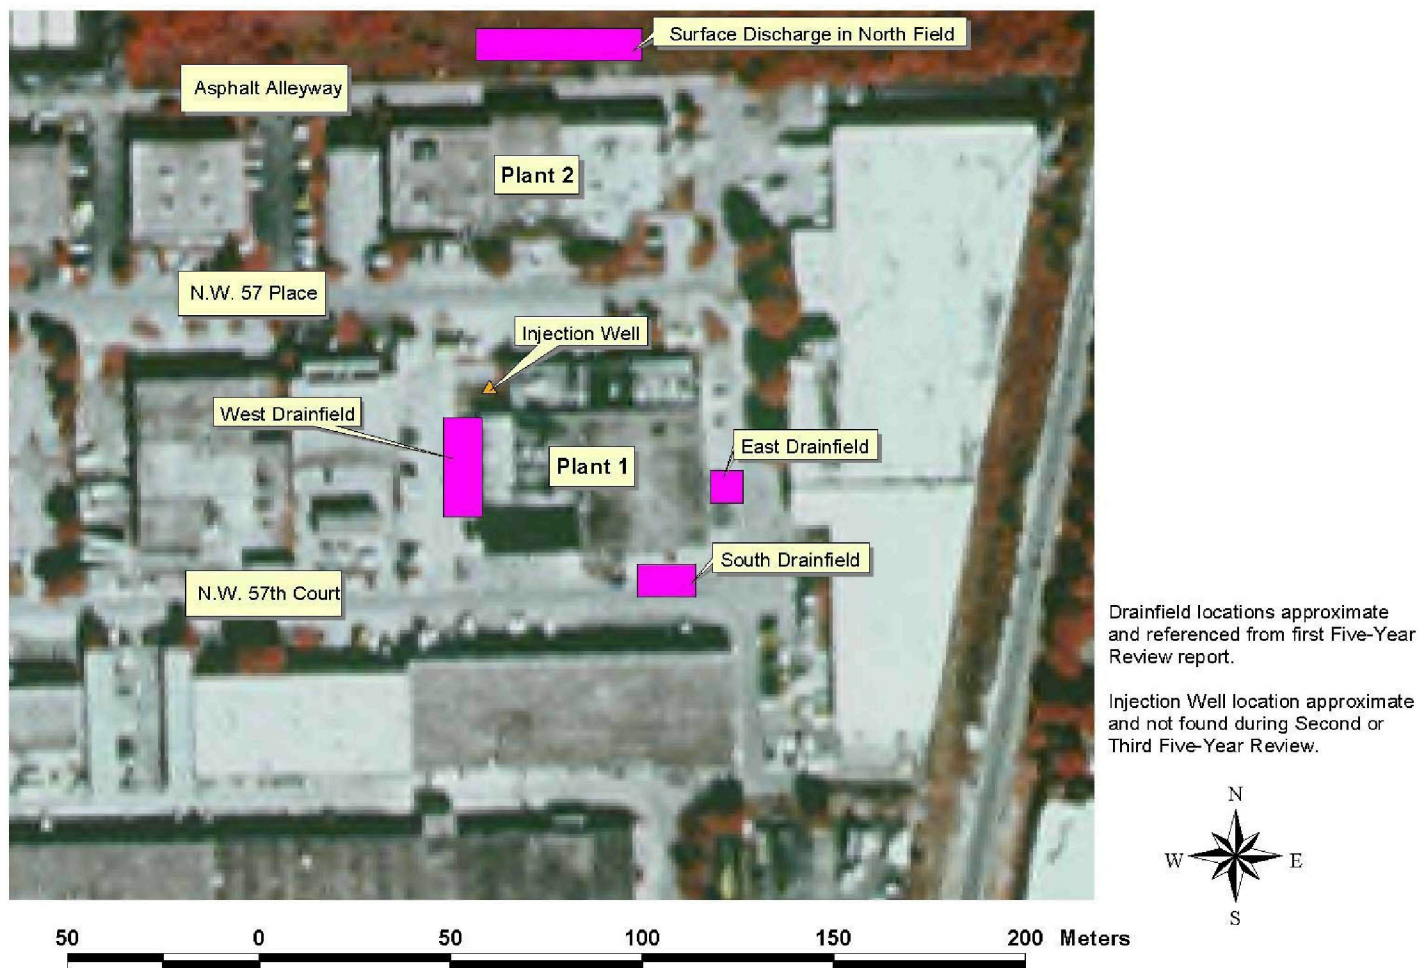 Surface Discharge in North Field
Asphalt Alleyway
Plant 2
N.W. 57 Place
Injection Well
West Drainfield
East Drainfield
Plant 1
South Drainfield
N.W. 57th Court
Drainfield locations approximate
and referenced from first Five-Year
Review report.
Injection Well location approximate
and not found during Second or
Third Five-Year Review.
N
W E
S
50 0 50 100 150 200 Meters